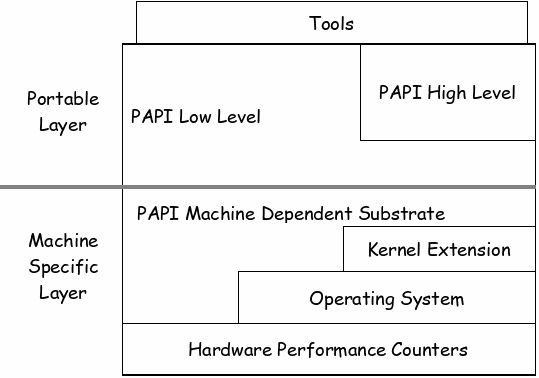 Tools
PAPI High Level
Portable
Layer
PAPI Low Level
PAPI Machine Dependent Substrate
Machine
Specific
Layer
Kernel Extension
Operating System
Hardware Performance Counters